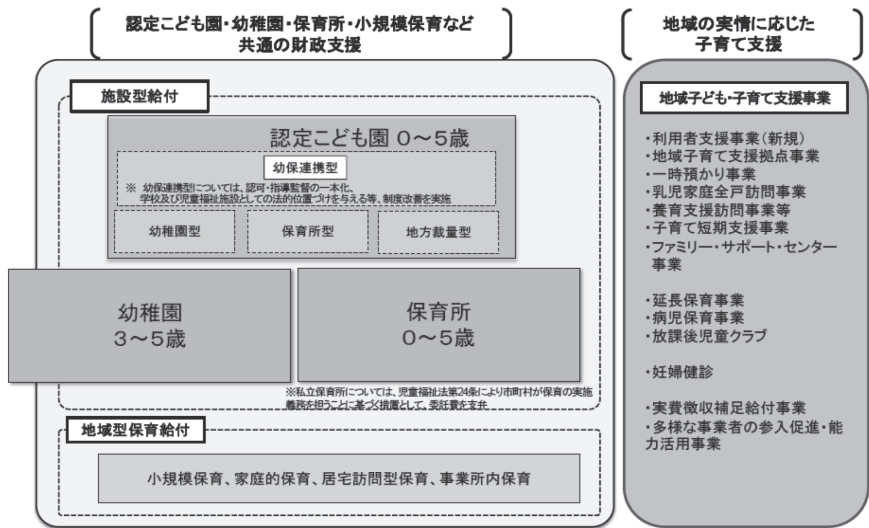 認定こども園・幼稚園・保育所・小規模保育など
共通の財政支援
施設型給付
認定こども園 0～5歳
幼保連携型
※ 幼保連携型については、認可・指導監督の一本化、
学校及び児童福祉施設としての法的位置づけを与える等、制度改善を実施
幼稚園型
保育所型
地方裁量型
幼稚園
3～5歳
保育所
0～5歳
※私立保育所については、児童福祉法第24条により市町村が保育の実施
義務を担うことに基づく措置として、委託費を支弁
地域型保育給付
小規模保育、家庭的保育、居宅訪問型保育、事業所内保育
地域の実情に応じた
子育て支援
地域子ども・子育て支援事業
・利用者支援事業（新規）
・地域子育て支援拠点事業
・一時預かり事業
・乳児家庭全戸訪問事業
・養育支援訪問事業等
・子育て短期支援事業
・ファミリー・サポート・センター
事業
・延長保育事業
・病児保育事業
・放課後児童クラブ
・妊婦健診
・実費徴収補足給付事業
・多様な事業者の参入促進・能
力活用事業